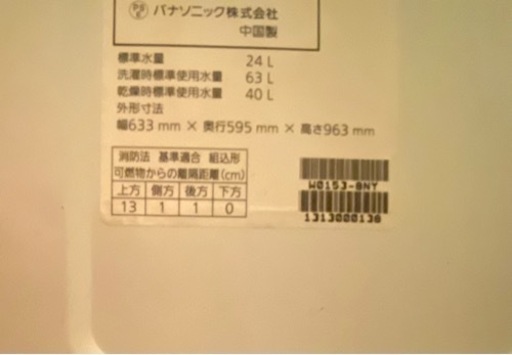 パナソニック株式会社
中国製
標準水量 24 L
洗濯時標準使用水量 63 L
乾燥時標準使用水量 40 L
外形寸法
幅633 mm × 奥行595 mm × 高さ963 mm
消防法 基準適合 組込形
可燃物からの離隔距離(cm)
上方 側方 後方 下方
13 1 1 0
W0153-8NY
1313000138